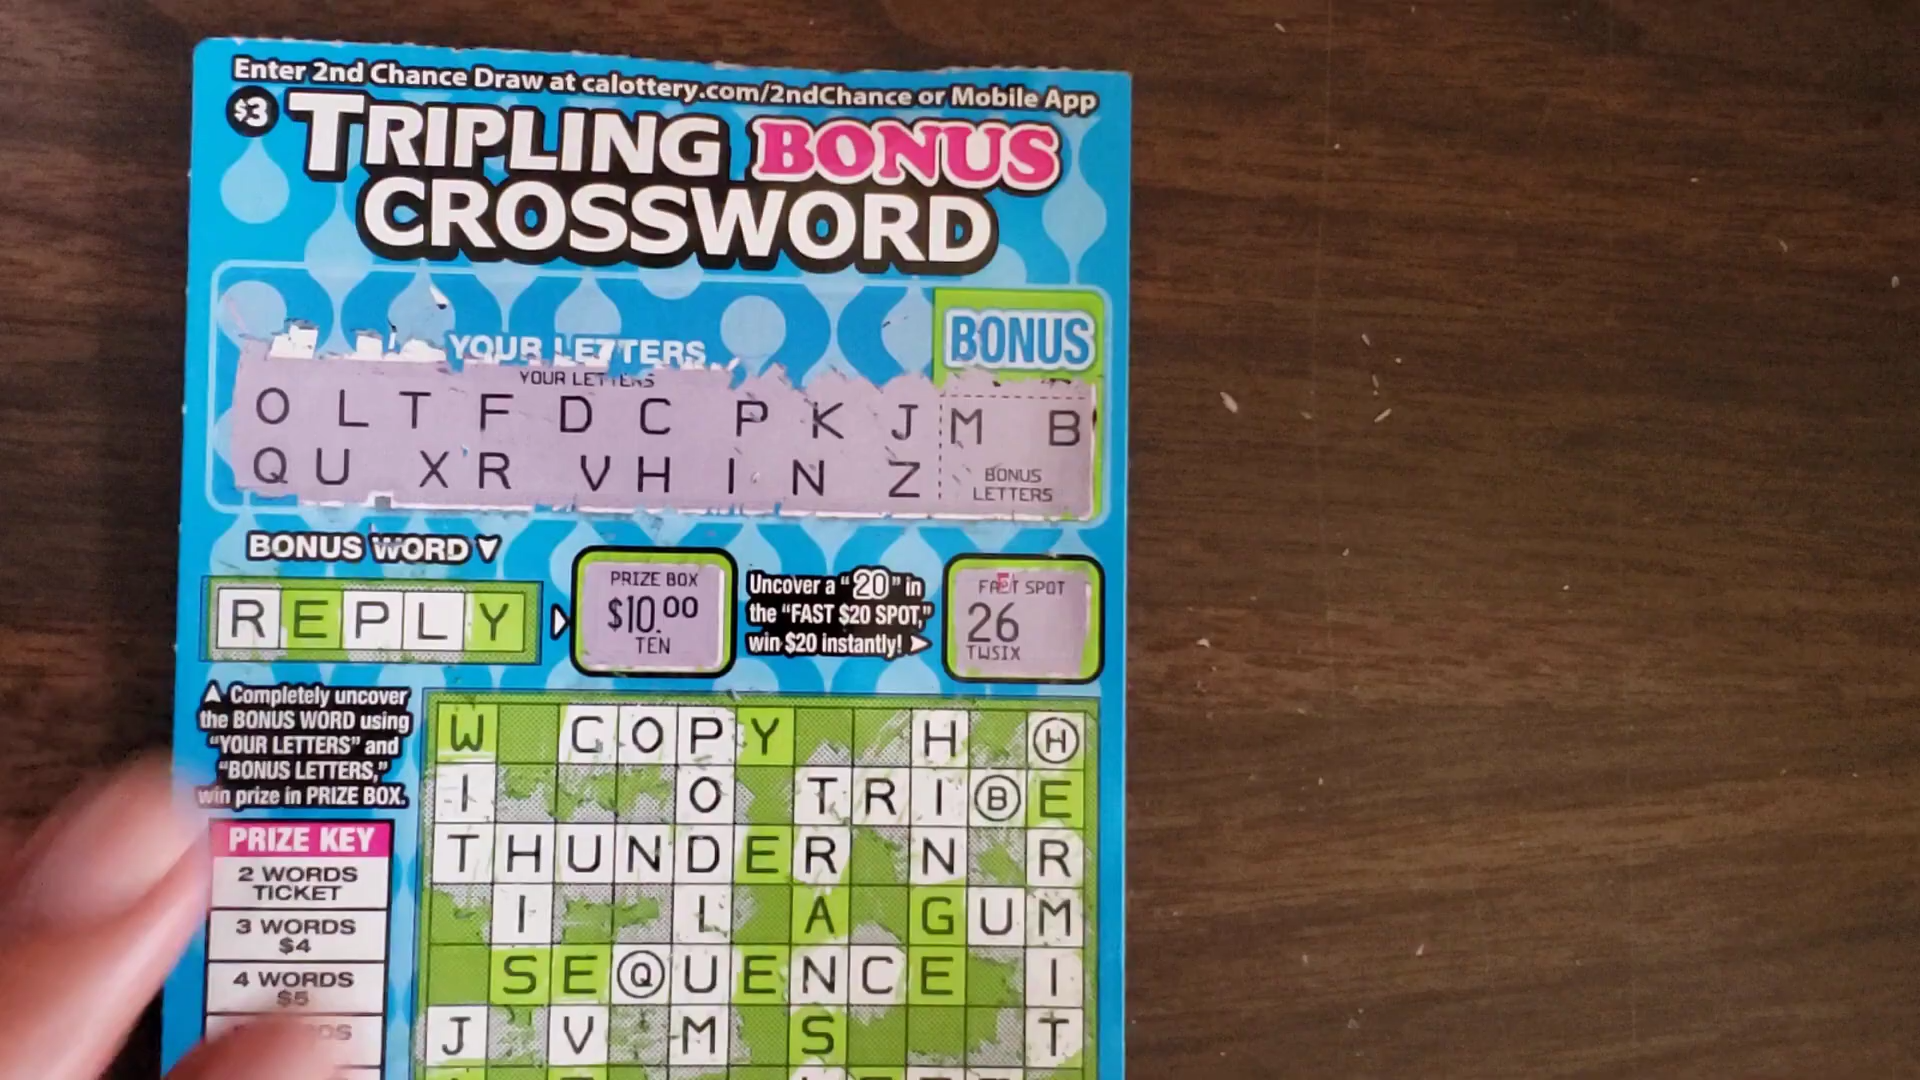 Enter 2nd Chance Draw at calottery.com/2ndChance or Mobile App
$3 TRIPLING BONUS
CROSSWORD
YOUR LETTERS
BONUS
YOUR LETTERS
O L T F D C P K J M B
Q U X R V H I N Z
BONUS
LETTERS
BONUS WORD
REPLY
PRIZE BOX
$10.00
TEN
Uncover a "20" in
the "FAST $20 SPOT,"
win $20 instantly!
FAST SPOT
26
TWSIX
Completely uncover
the BONUS WORD using
"YOUR LETTERS" and
"BONUS LETTERS,"
win prize in PRIZE BOX.
PRIZE KEY
2 WORDS
TICKET
3 WORDS
$4
4 WORDS
$5
W C O P Y H H
I O T R I B E
T H U N D E R N R
I L A G U M
S E Q U E N C E I
J V M S T